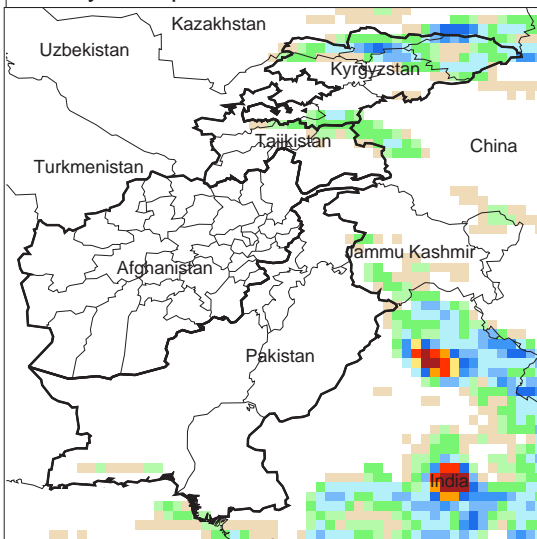 Kazakhstan
Uzbekistan
Kyrgyzstan
Tajikistan
China
Turkmenistan
Jammu Kashmir
Afghanistan
Pakistan
India